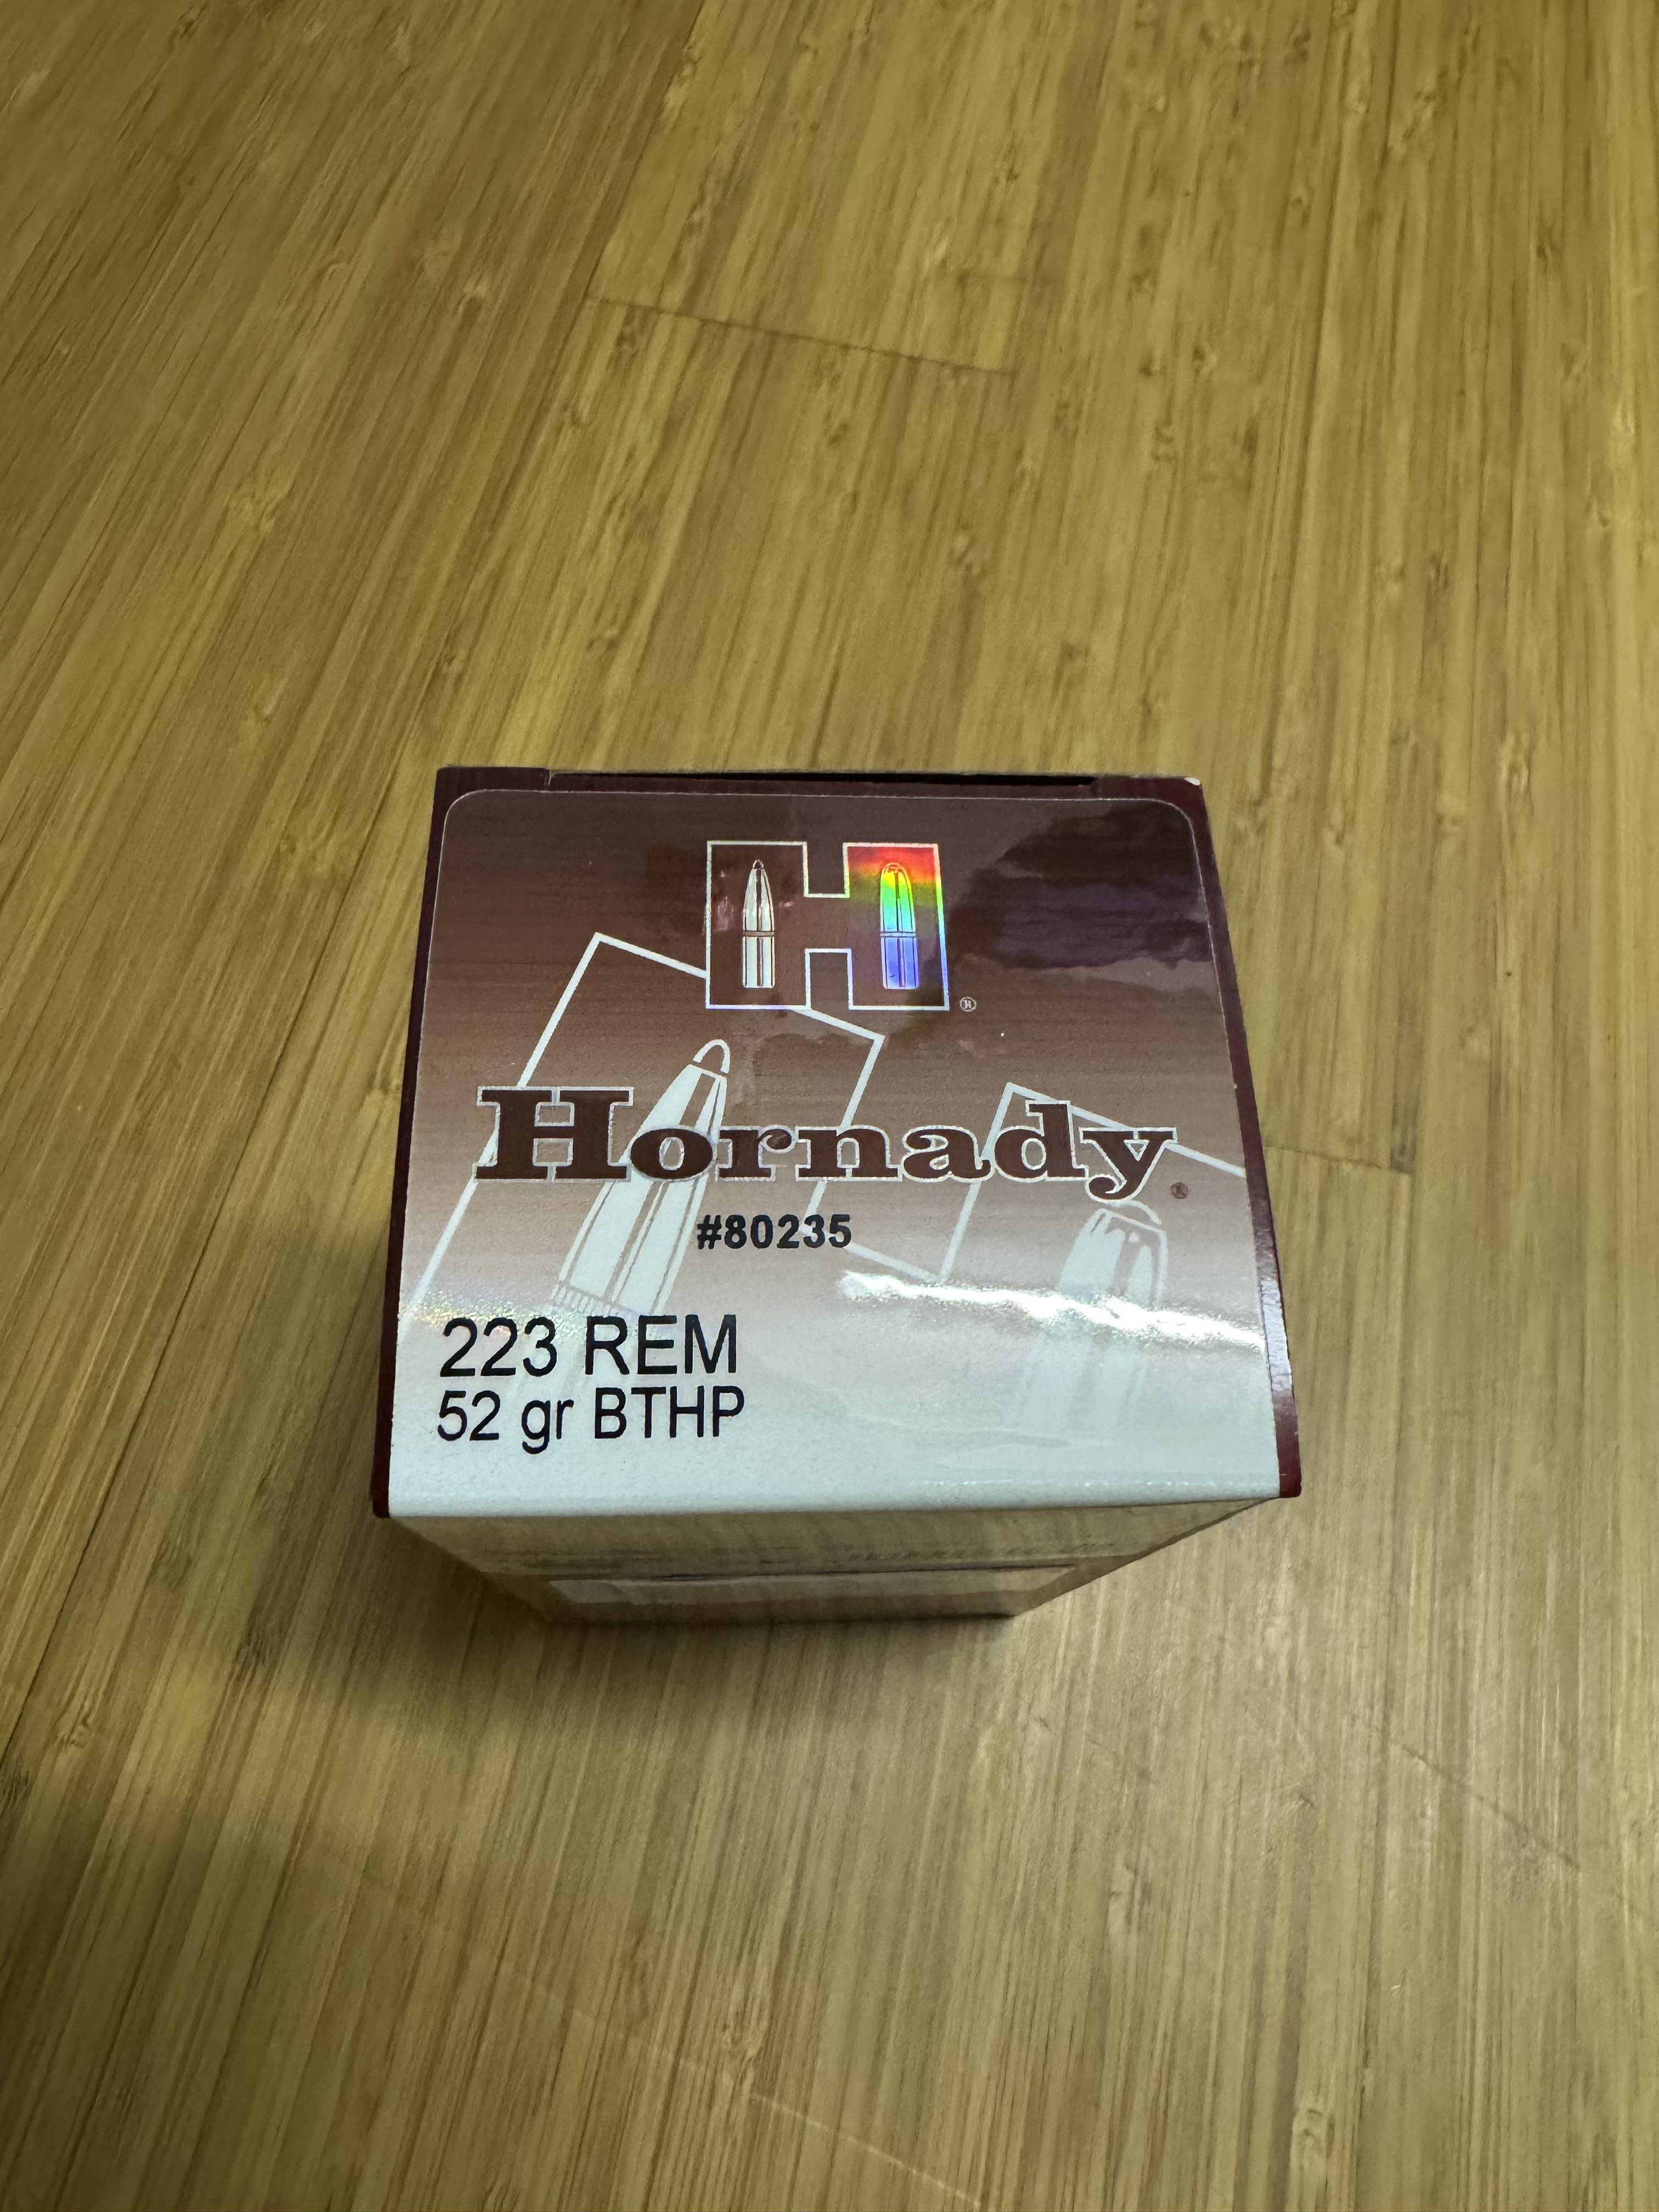 H®
Hornady®
#80235
223 REM
52 gr BTHP